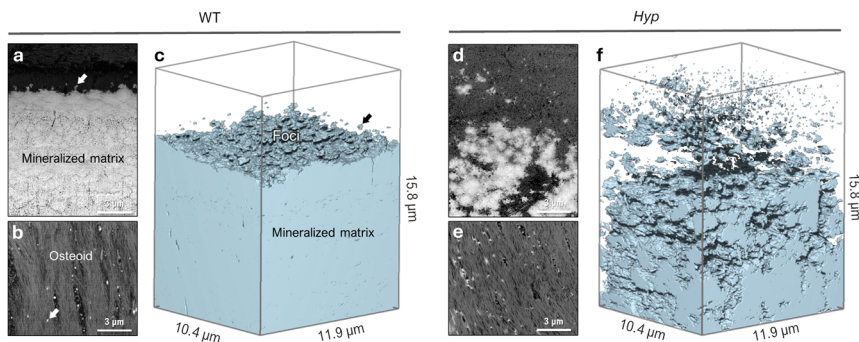 WT
Hyp
a
Mineralized matrix
3 µm
b
Osteoid
3 µm
c
Foci
Mineralized matrix
15.8 µm
10.4 µm
11.9 µm
d
3 µm
e
3 µm
f
15.8 µm
10.4 µm
11.9 µm